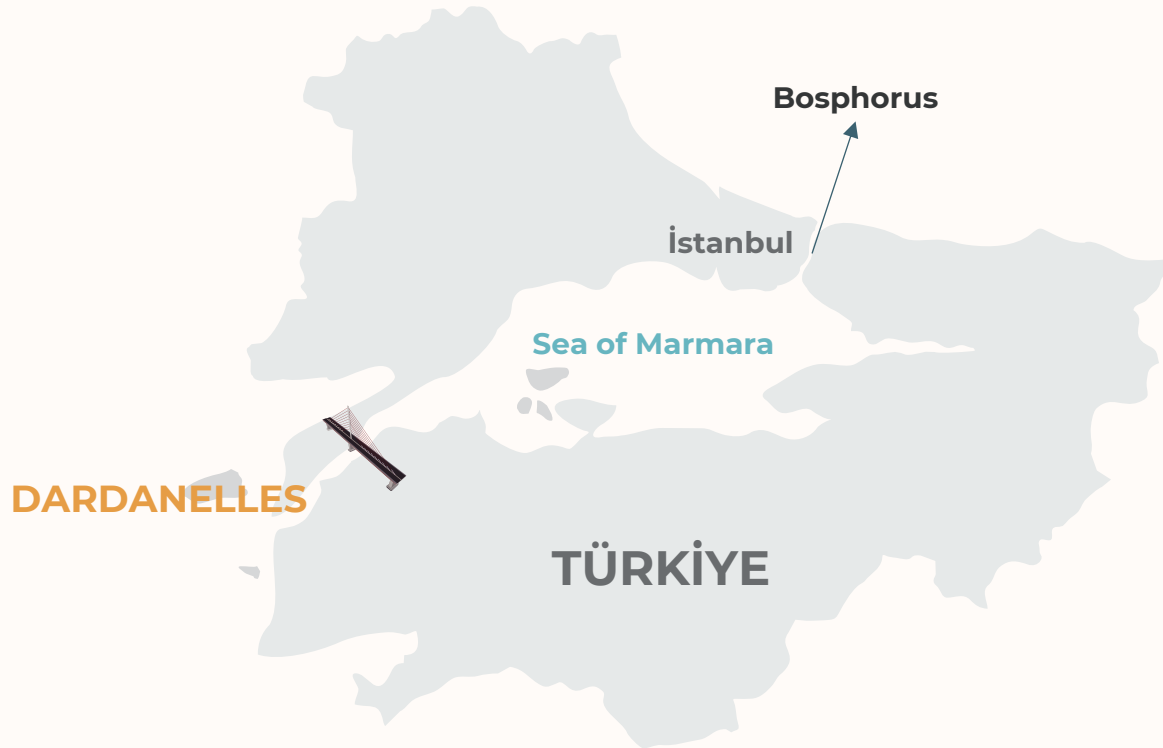 Bosphorus
İstanbul
Sea of Marmara
DARDANELLES
TÜRKİYE